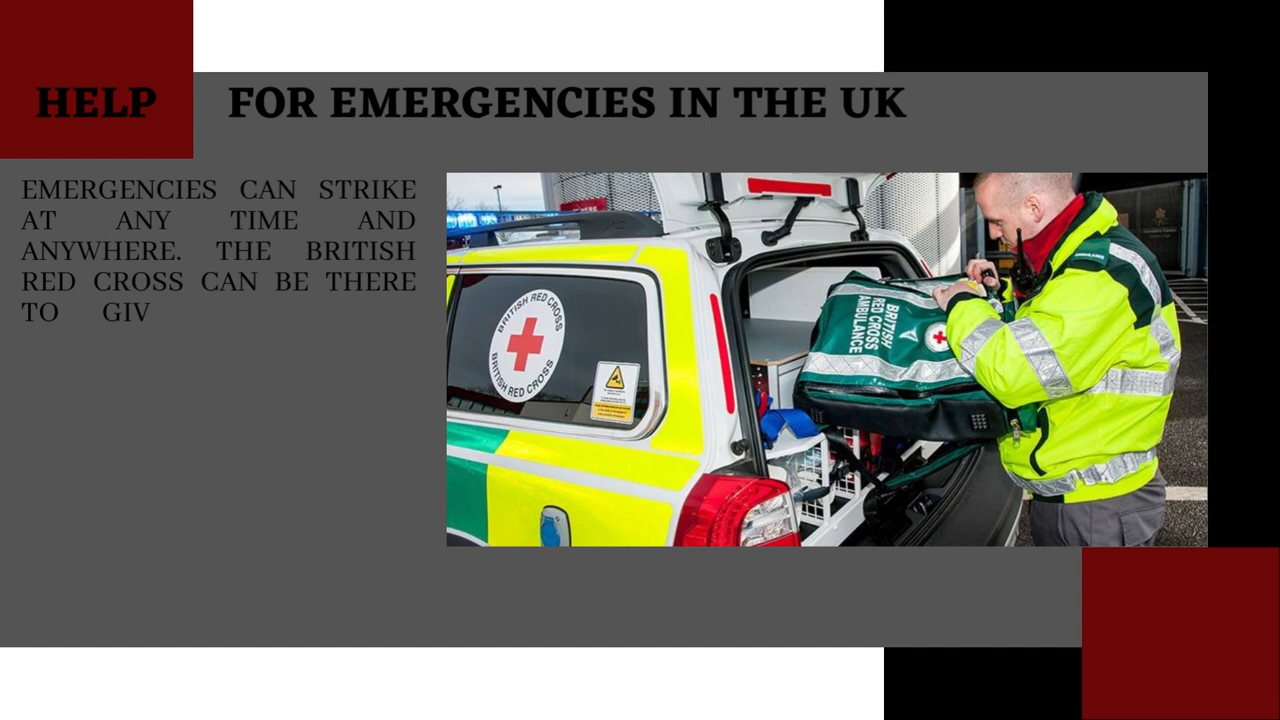 HELP FOR EMERGENCIES IN THE UK
EMERGENCIES CAN STRIKE
AT ANY TIME AND
ANYWHERE. THE BRITISH
RED CROSS CAN BE THERE
TO GIV
BRITISH RED CROSS
BRITISH RED CROSS
BRITISH
RED CROSS
AMBULANCE
AMBULANCE